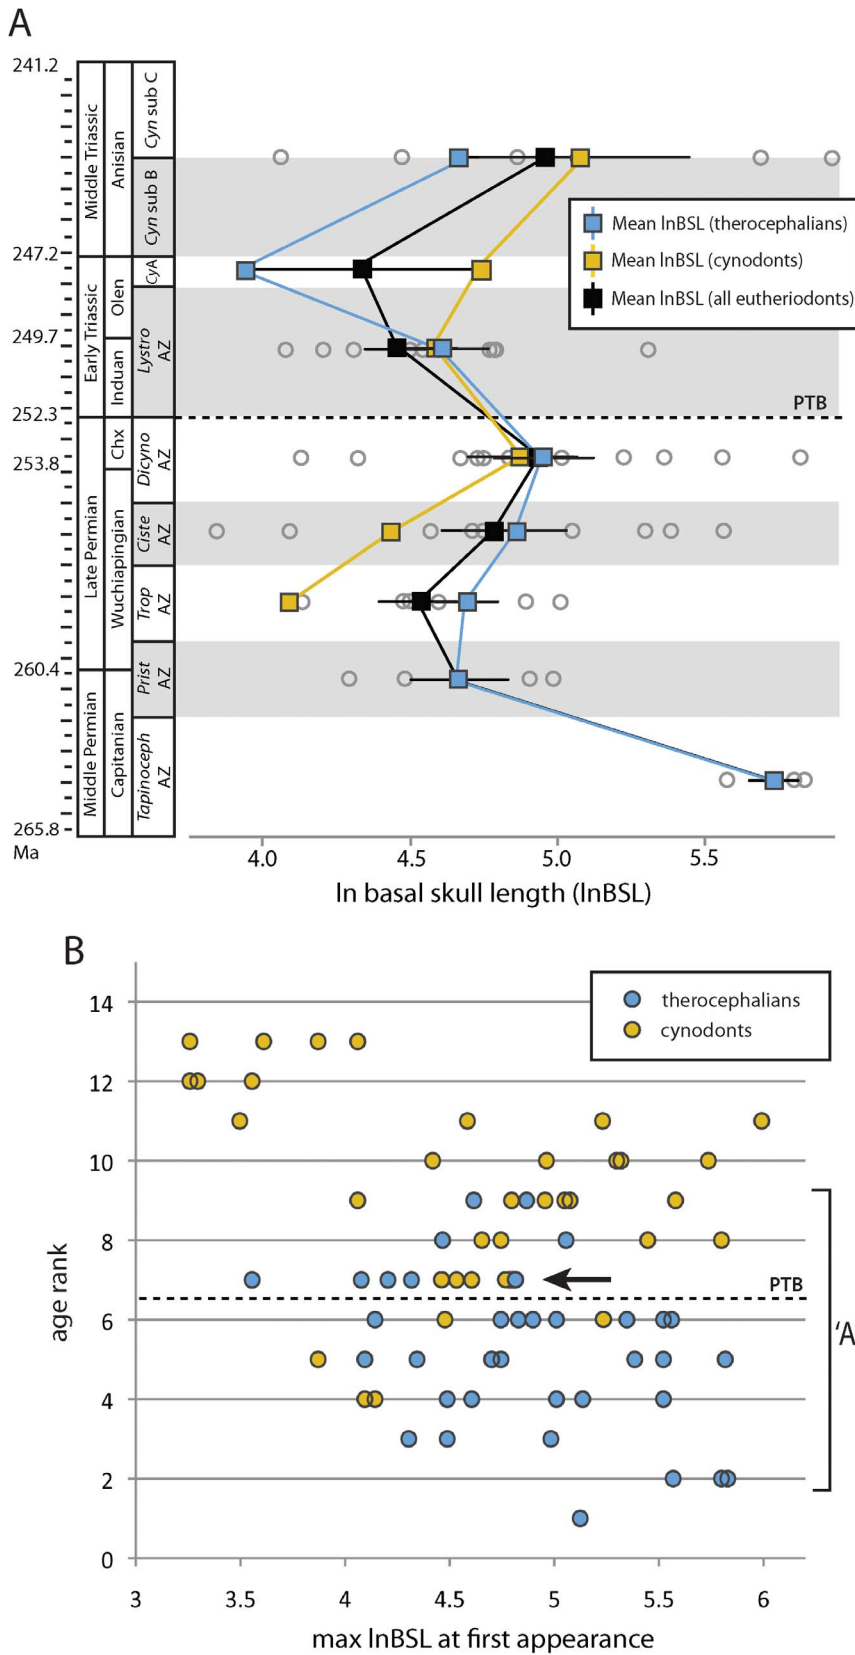 A
241.2
247.2
249.7
252.3
253.8
260.4
265.8
Ma
Middle Triassic
Early Triassic
Late Permian
Middle Permian
Anisian
Olen
Induan
Chx
Wuchiapingian
Capitanian
Cyn sub C
Cyn sub B
CyA
Lystro
AZ
Dicyno
AZ
Ciste
AZ
Trop
AZ
Prist
AZ
Tapinoceph
AZ
Mean lnBSL (therocephalians)
Mean lnBSL (cynodonts)
Mean lnBSL (all eutheriodonts)
PTB
4.0 4.5 5.0 5.5
ln basal skull length (lnBSL)
B
therocephalians
cynodonts
14
12
10
8
6
4
2
0
age rank
PTB
'A
3 3.5 4 4.5 5 5.5 6
max lnBSL at first appearance